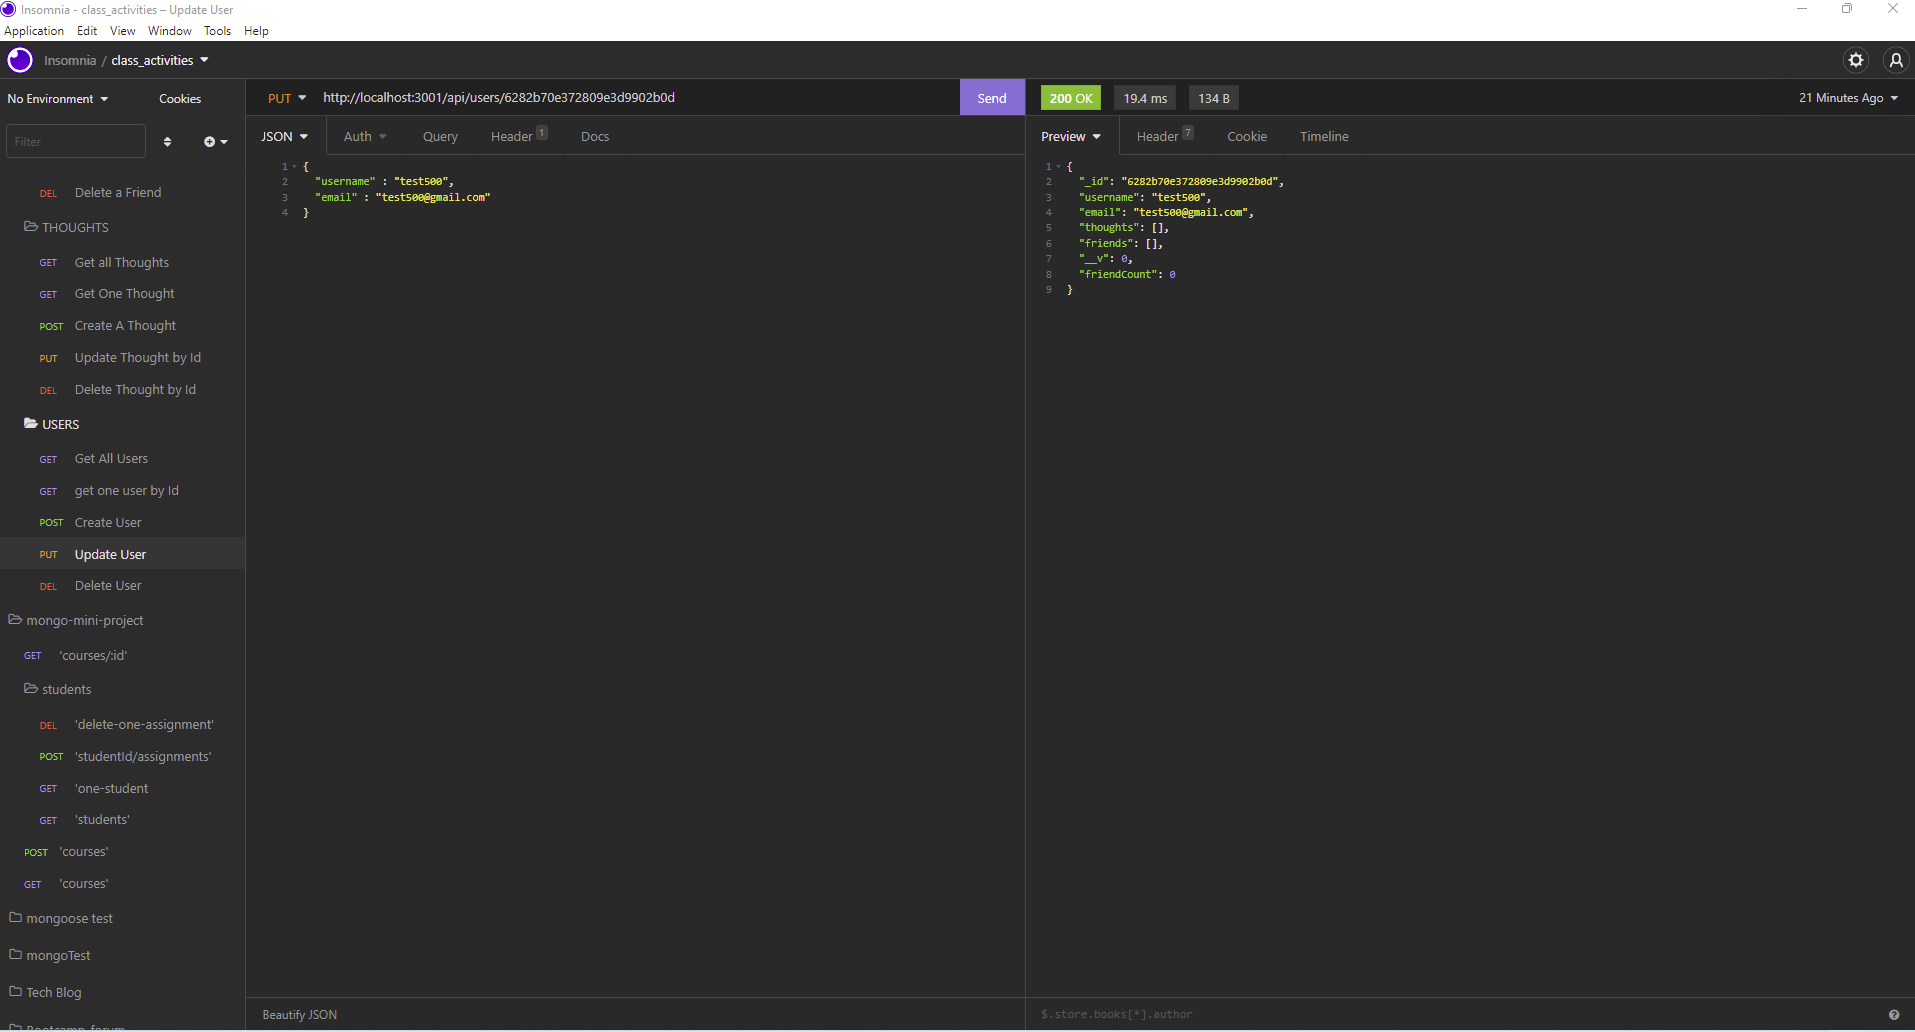 Insomnia - class_activities – Update User
Application Edit View Window Tools Help
Insomnia / class_activities
No Environment Cookies
Filter
DEL Delete a Friend
THOUGHTS
GET Get all Thoughts
GET Get One Thought
POST Create A Thought
PUT Update Thought by Id
DEL Delete Thought by Id
USERS
GET Get All Users
GET get one user by Id
POST Create User
PUT Update User
DEL Delete User
mongo-mini-project
GET 'courses/:id'
students
DEL 'delete-one-assignment'
POST 'studentId/assignments'
GET 'one-student
GET 'students'
POST 'courses'
GET 'courses'
mongoose test
mongoTest
Tech Blog
Bootcamp-forum
PUT http://localhost:3001/api/users/6282b70e372809e3d9902b0d Send
JSON Auth Query Header 1 Docs
1 {
2 "username" : "test500",
3 "email" : "test500@gmail.com"
4 }
Beautify JSON
200 OK 19.4 ms 134 B 21 Minutes Ago
Preview Header 7 Cookie Timeline
1 {
2 "_id": "6282b70e372809e3d9902b0d",
3 "username": "test500",
4 "email": "test500@gmail.com",
5 "thoughts": [],
6 "friends": [],
7 "__v": 0,
8 "friendCount": 0
9 }
$.store.books[*].author